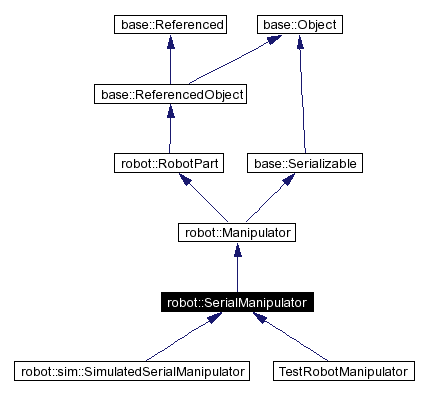 base::Referenced
base::Object
base::ReferencedObject
robot::RobotPart
base::Serializable
robot::Manipulator
robot::SerialManipulator
robot::sim::SimulatedSerialManipulator
TestRobotManipulator